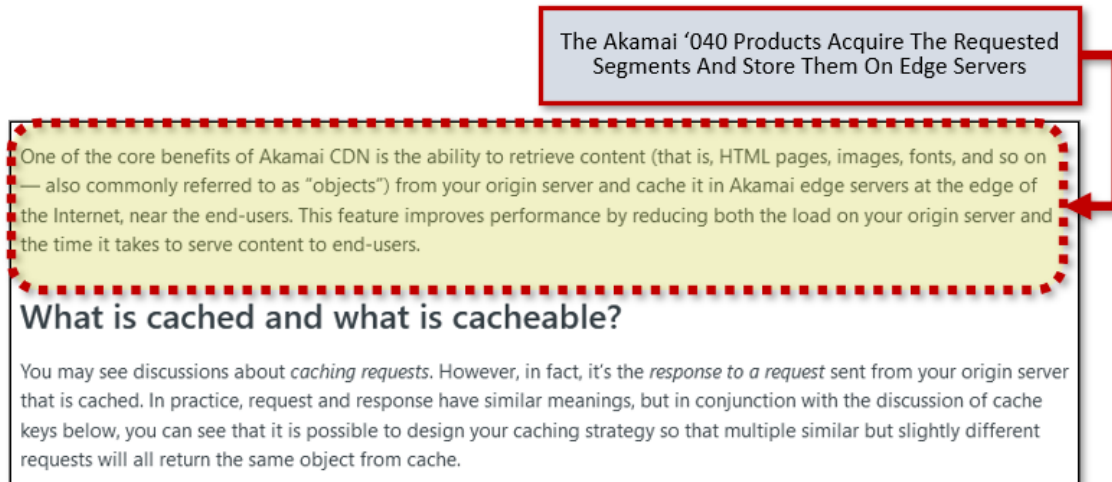 The Akamai ‘040 Products Acquire The Requested
Segments And Store Them On Edge Servers
One of the core benefits of Akamai CDN is the ability to retrieve content (that is, HTML pages, images, fonts, and so on
— also commonly referred to as “objects”) from your origin server and cache it in Akamai edge servers at the edge of
the Internet, near the end-users. This feature improves performance by reducing both the load on your origin server and
the time it takes to serve content to end-users.
What is cached and what is cacheable?
You may see discussions about caching requests. However, in fact, it’s the response to a request sent from your origin server
that is cached. In practice, request and response have similar meanings, but in conjunction with the discussion of cache
keys below, you can see that it is possible to design your caching strategy so that multiple similar but slightly different
requests will all return the same object from cache.